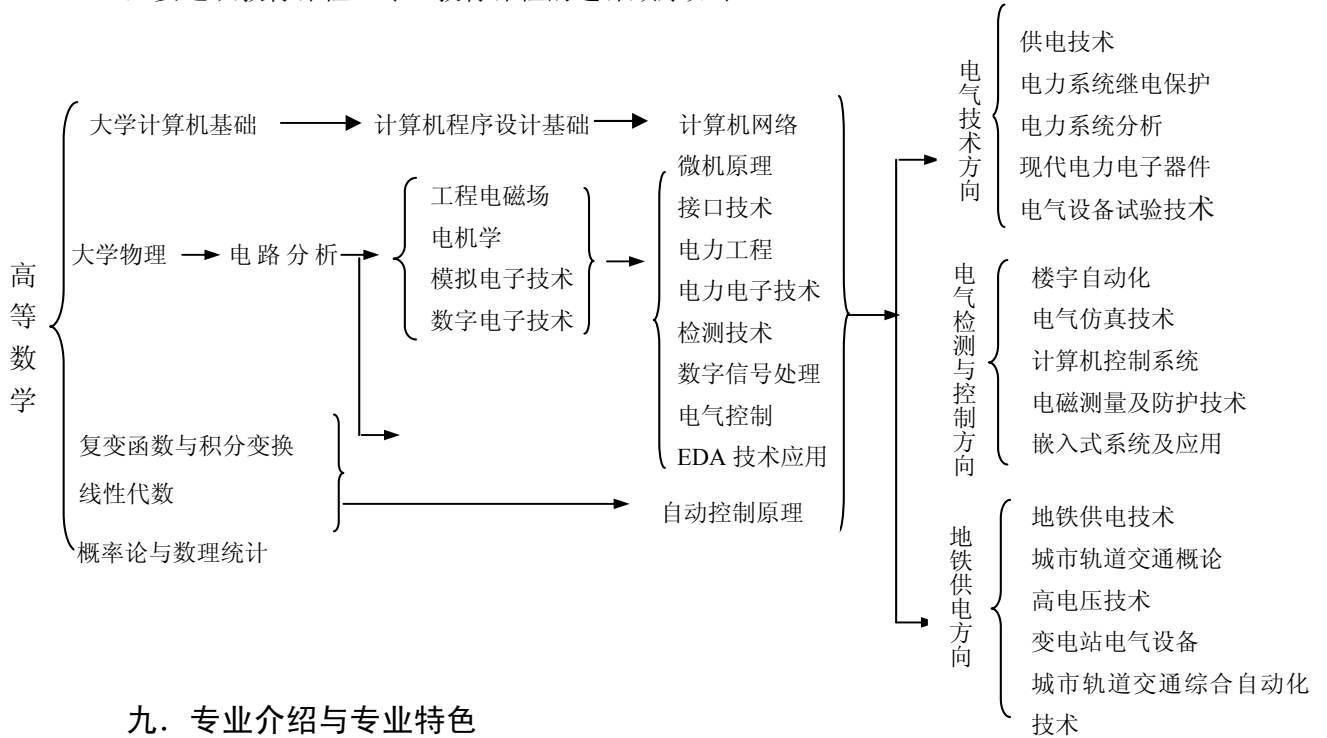 高等数学
大学计算机基础
计算机程序设计基础
计算机网络
大学物理
电路分析
工程电磁场
电机学
模拟电子技术
数字电子技术
微机原理
接口技术
电力工程
电力电子技术
检测技术
数字信号处理
电气控制
EDA 技术应用
复变函数与积分变换
线性代数
概率论与数理统计
自动控制原理
电气技术方向
供电技术
电力系统继电保护
电力系统分析
现代电力电子器件
电气设备试验技术
电气检测与控制方向
楼宇自动化
电气仿真技术
计算机控制系统
电磁测量及防护技术
嵌入式系统及应用
地铁供电方向
地铁供电技术
城市轨道交通概论
高电压技术
变电站电气设备
城市轨道交通综合自动化
技术
九．专业介绍与专业特色